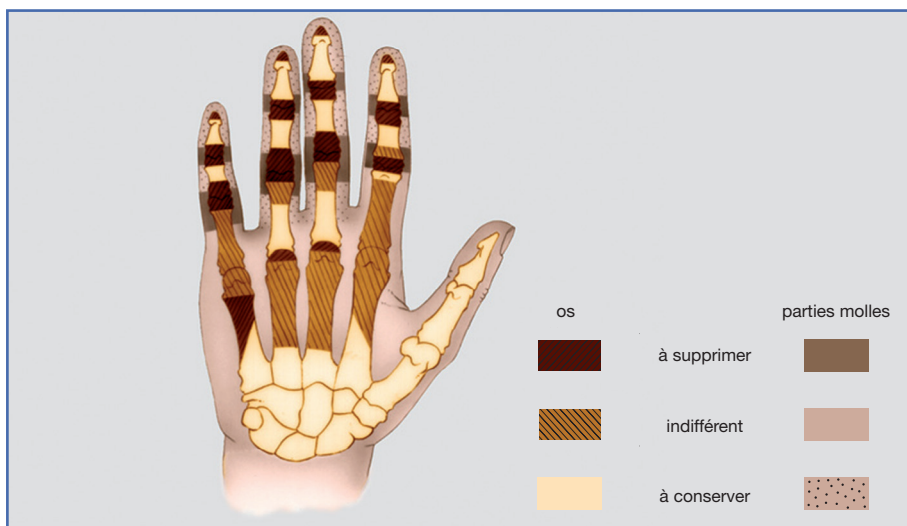 os parties molles
à supprimer
indifférent
à conserver